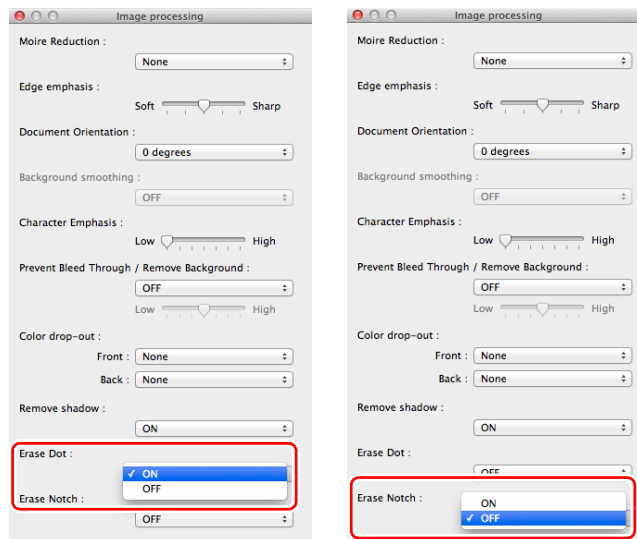 Image processing
Moire Reduction :
None
Edge emphasis :
Soft Sharp
Document Orientation :
0 degrees
Background smoothing :
OFF
Character Emphasis :
Low High
Prevent Bleed Through / Remove Background :
OFF
Low High
Color drop-out :
Front : None
Back : None
Remove shadow :
ON
Erase Dot :
✓ ON
OFF
Erase Notch :
OFF
Image processing
Moire Reduction :
None
Edge emphasis :
Soft Sharp
Document Orientation :
0 degrees
Background smoothing :
OFF
Character Emphasis :
Low High
Prevent Bleed Through / Remove Background :
OFF
Low High
Color drop-out :
Front : None
Back : None
Remove shadow :
ON
Erase Dot :
OFF
Erase Notch :
ON
✓ OFF